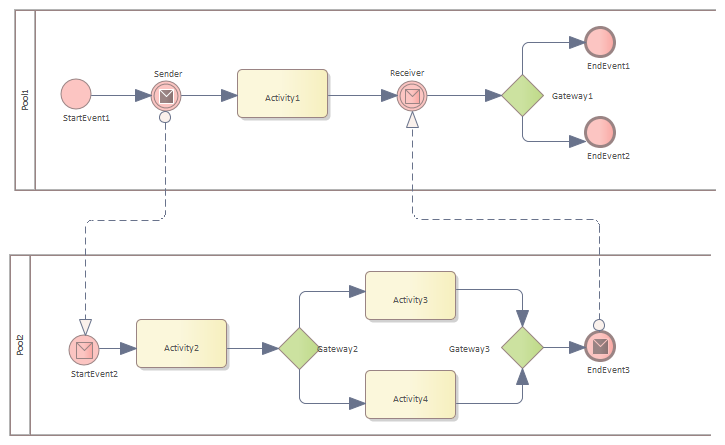 Pool1
Sender
Receiver
StartEvent1
Activity1
Gateway1
EndEvent1
EndEvent2
Pool2
StartEvent2
Activity2
Gateway2
Activity3
Activity4
Gateway3
EndEvent3